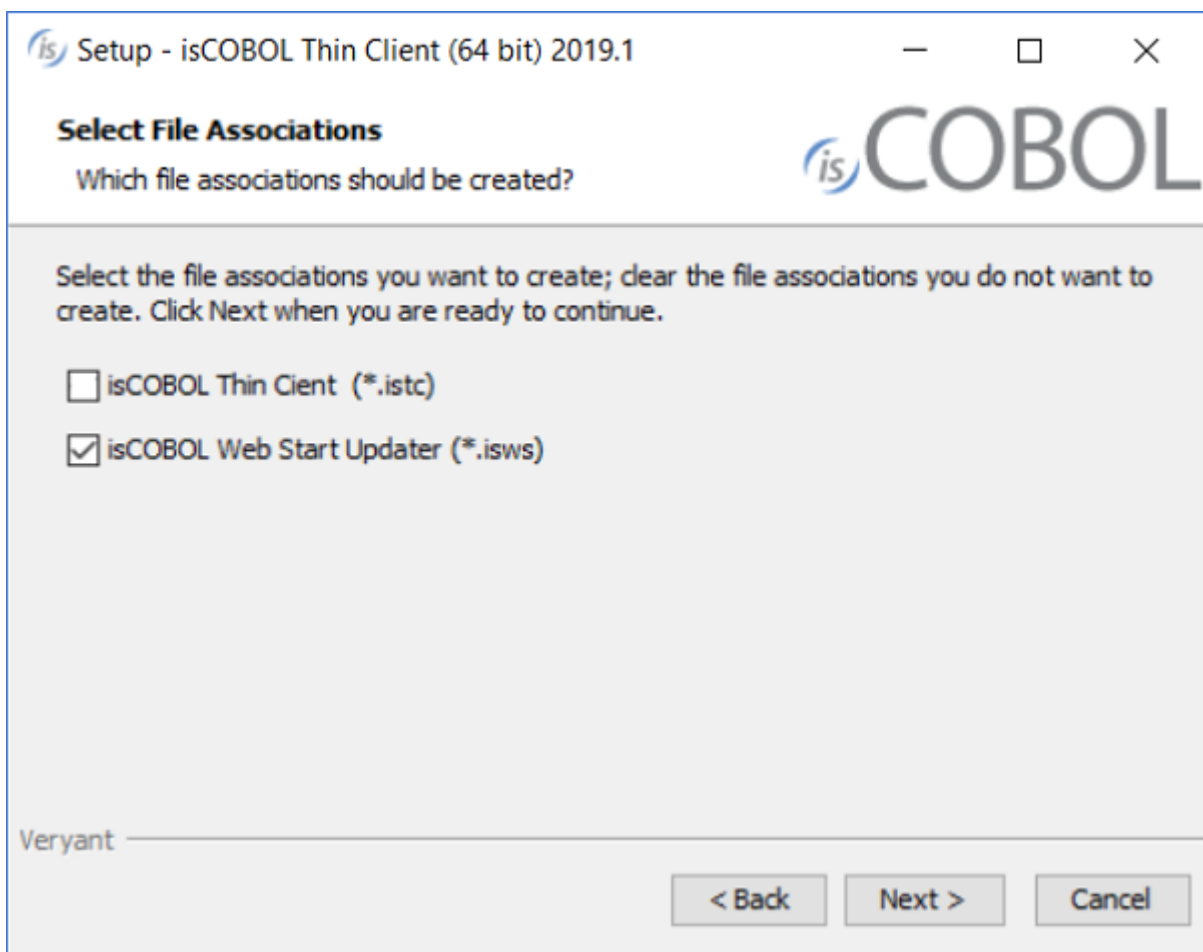 is Setup - isCOBOL Thin Client (64 bit) 2019.1
Select File Associations
Which file associations should be created?
isCOBOL
Select the file associations you want to create; clear the file associations you do not want to
create. Click Next when you are ready to continue.
isCOBOL Thin Cient (*.istc)
isCOBOL Web Start Updater (*.isws)
Veryant
< Back Next > Cancel